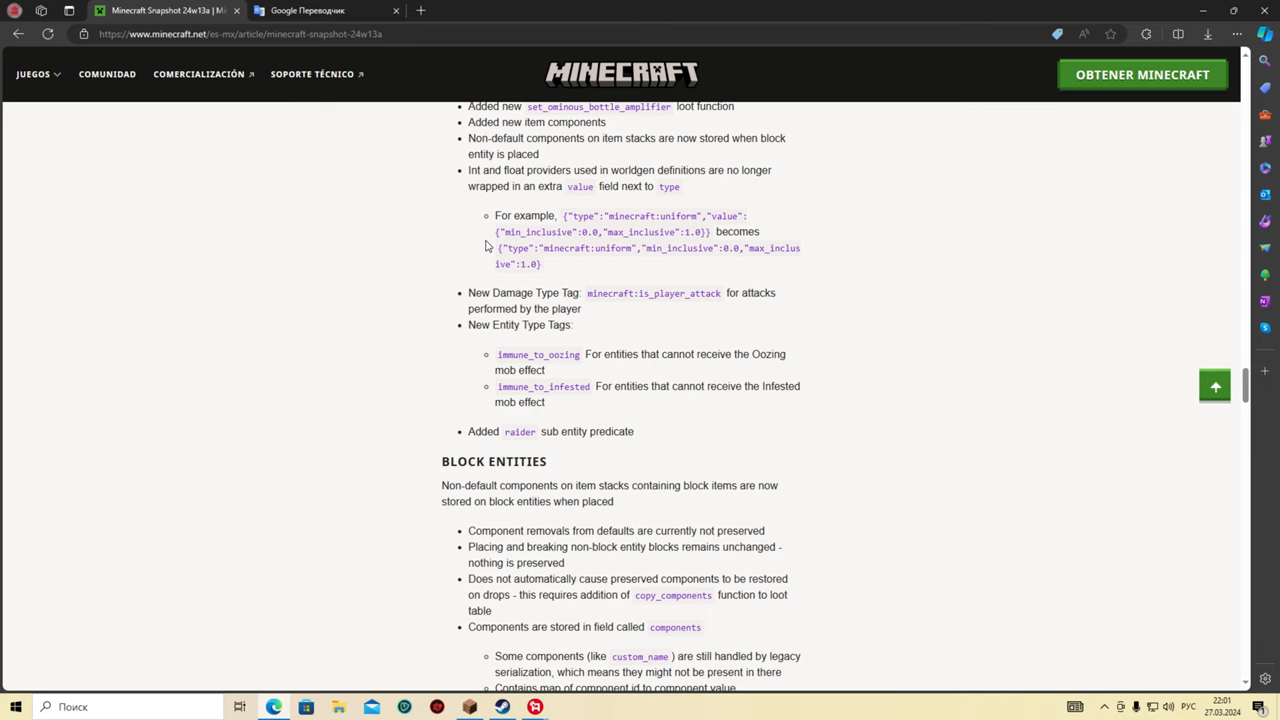 Minecraft Snapshot 24w13a | Mi
Google Переводчик
https://www.minecraft.net/es-mx/article/minecraft-snapshot-24w13a
JUEGOS COMUNIDAD COMERCIALIZACIÓN SOPORTE TÉCNICO MINECRAFT OBTENER MINECRAFT
• Added new set_ominous_bottle_amplifier loot function
• Added new item components
• Non-default components on item stacks are now stored when block
entity is placed
• Int and float providers used in worldgen definitions are no longer
wrapped in an extra value field next to type
For example, {"type":"minecraft:uniform","value":
{"min_inclusive":0.0,"max_inclusive":1.0}} becomes
{"type":"minecraft:uniform","min_inclusive":0.0,"max_inclus
ive":1.0}
• New Damage Type Tag: minecraft:is_player_attack for attacks
performed by the player
• New Entity Type Tags:
immune_to_oozing For entities that cannot receive the Oozing
mob effect
immune_to_infested For entities that cannot receive the Infested
mob effect
• Added raider sub entity predicate
BLOCK ENTITIES
Non-default components on item stacks containing block items are now
stored on block entities when placed
• Component removals from defaults are currently not preserved
• Placing and breaking non-block entity blocks remains unchanged -
nothing is preserved
• Does not automatically cause preserved components to be restored
on drops - this requires addition of copy_components function to loot
table
• Components are stored in field called components
Some components (like custom_name) are still handled by legacy
serialization, which means they might not be present in there
Contains map of component id to component value
Поиск
РУС
22:01
27.03.2024